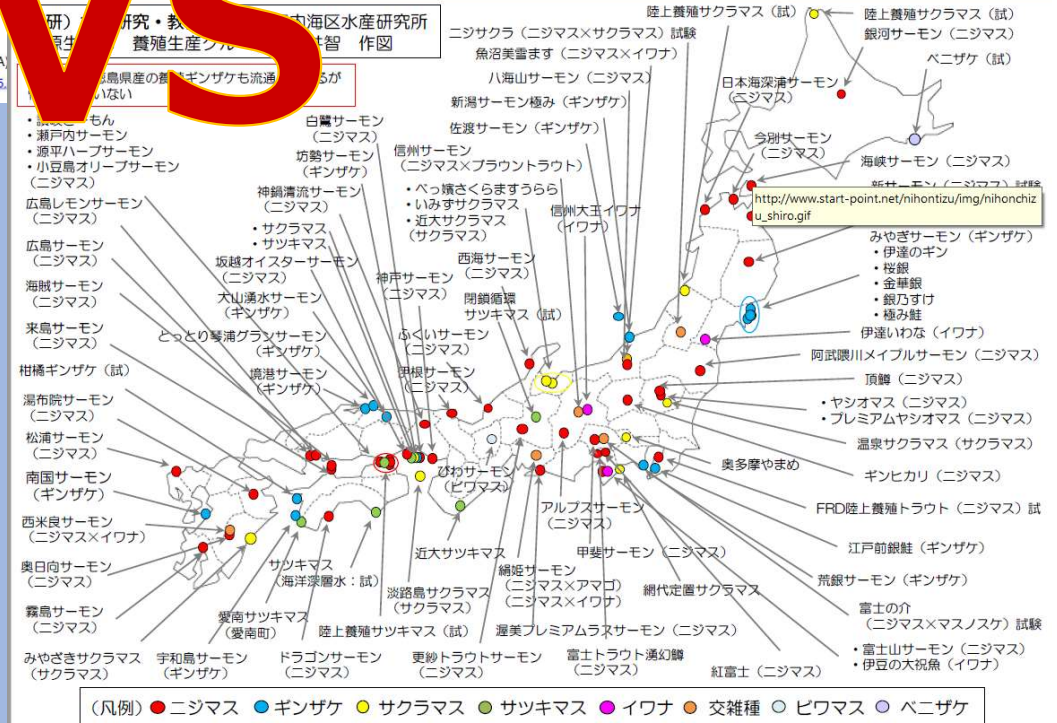 VS
研）
研究・教
内海区水産研究所
養殖生産グル
井智　作図
島県産の養殖ギンザケも流通
るが
いない
・瀬戸内サーモン
・源平ハーブサーモン
・小豆島オリーブサーモン
（ニジマス）
広島レモンサーモン
（ニジマス）
広島サーモン
（ニジマス）
海賊サーモン
（ニジマス）
来島サーモン
（ニジマス）
柑橘ギンザケ（試）
湯布院サーモン
（ニジマス）
松浦サーモン
（ニジマス）
南国サーモン
（ギンザケ）
西米良サーモン
（ニジマス×イワナ）
奥日向サーモン
（ニジマス）
霧島サーモン
（ニジマス）
みやざきサクラマス
（サクラマス）
白鷺サーモン
（ニジマス）
坊勢サーモン
（ギンザケ）
神鍋清流サーモン
（ニジマス）
・サクラマス
・サツキマス
坂越オイスターサーモン
（ニジマス）
大山湧水サーモン
（ギンザケ）
とっとり琴浦グランサーモン
（ギンザケ）
境港サーモン
（ギンザケ）
ニジサクラ（ニジマス×サクラマス）試験
魚沼美雪ます（ニジマス×イワナ）
八海山サーモン（ニジマス）
新潟サーモン極み（ギンザケ）
佐渡サーモン（ギンザケ）
信州サーモン
（ニジマス×ブラウントラウト）
・べっ嬪さくらますうらら
・いみずサクラマス
・近大サクラマス
（サクラマス）
信州大王イワナ
（イワナ）
西海サーモン
（ニジマス）
神戸サーモン
（ニジマス）
閉鎖循環
サツキマス（試）
ふくいサーモン
（ニジマス）
伊根サーモン
（ニジマス）
陸上養殖サクラマス（試）
陸上養殖サクラマス（試）
銀河サーモン（ニジマス）
ベニザケ（試）
日本海深浦サーモン
（ニジマス）
今別サーモン
（ニジマス）
海峡サーモン（ニジマス）
新サーモン（ニジマス）試験
http://www.start-point.net/nihontizu/img/nihonchiz
u_shiro.gif
みやぎサーモン（ギンザケ）
・伊達のギン
・桜銀
・金華銀
・銀乃すけ
・極み鮭
伊達いわな（イワナ）
阿武隈川メイプルサーモン（ニジマス）
頂鱒（ニジマス）
・ヤシオマス（ニジマス）
・プレミアムヤシオマス（ニジマス）
温泉サクラマス（サクラマス）
ギンヒカリ（ニジマス）
奥多摩やまめ
FRD陸上養殖トラウト（ニジマス）試
江戸前銀鮭（ギンザケ）
荒銀サーモン（ギンザケ）
富士の介
（ニジマス×マスノスケ）試験
・富士山サーモン（ニジマス）
・伊豆の大祝魚（イワナ）
びわサーモン
（ビワマス）
アルプスサーモン
（ニジマス）
甲斐サーモン（ニジマス）
網代定置サクラマス
近大サツキマス
絹姫サーモン
（ニジマス×アマゴ）
（ニジマス×イワナ）
サツキマス
（海洋深層水：試）
淡路島サクラマス
（サクラマス）
愛南サツキマス
（愛南町）
陸上養殖サツキマス（試）
渥美プレミアムラスサーモン（ニジマス）
宇和島サーモン
（ギンザケ）
ドラゴンサーモン
（ニジマス）
更紗トラウトサーモン
（ニジマス）
富士トラウト湧幻鱒
（ニジマス）
紅富士（ニジマス）
（凡例）ニジマス　ギンザケ　サクラマス　サツキマス　イワナ　交雑種　ビワマス　ベニザケ